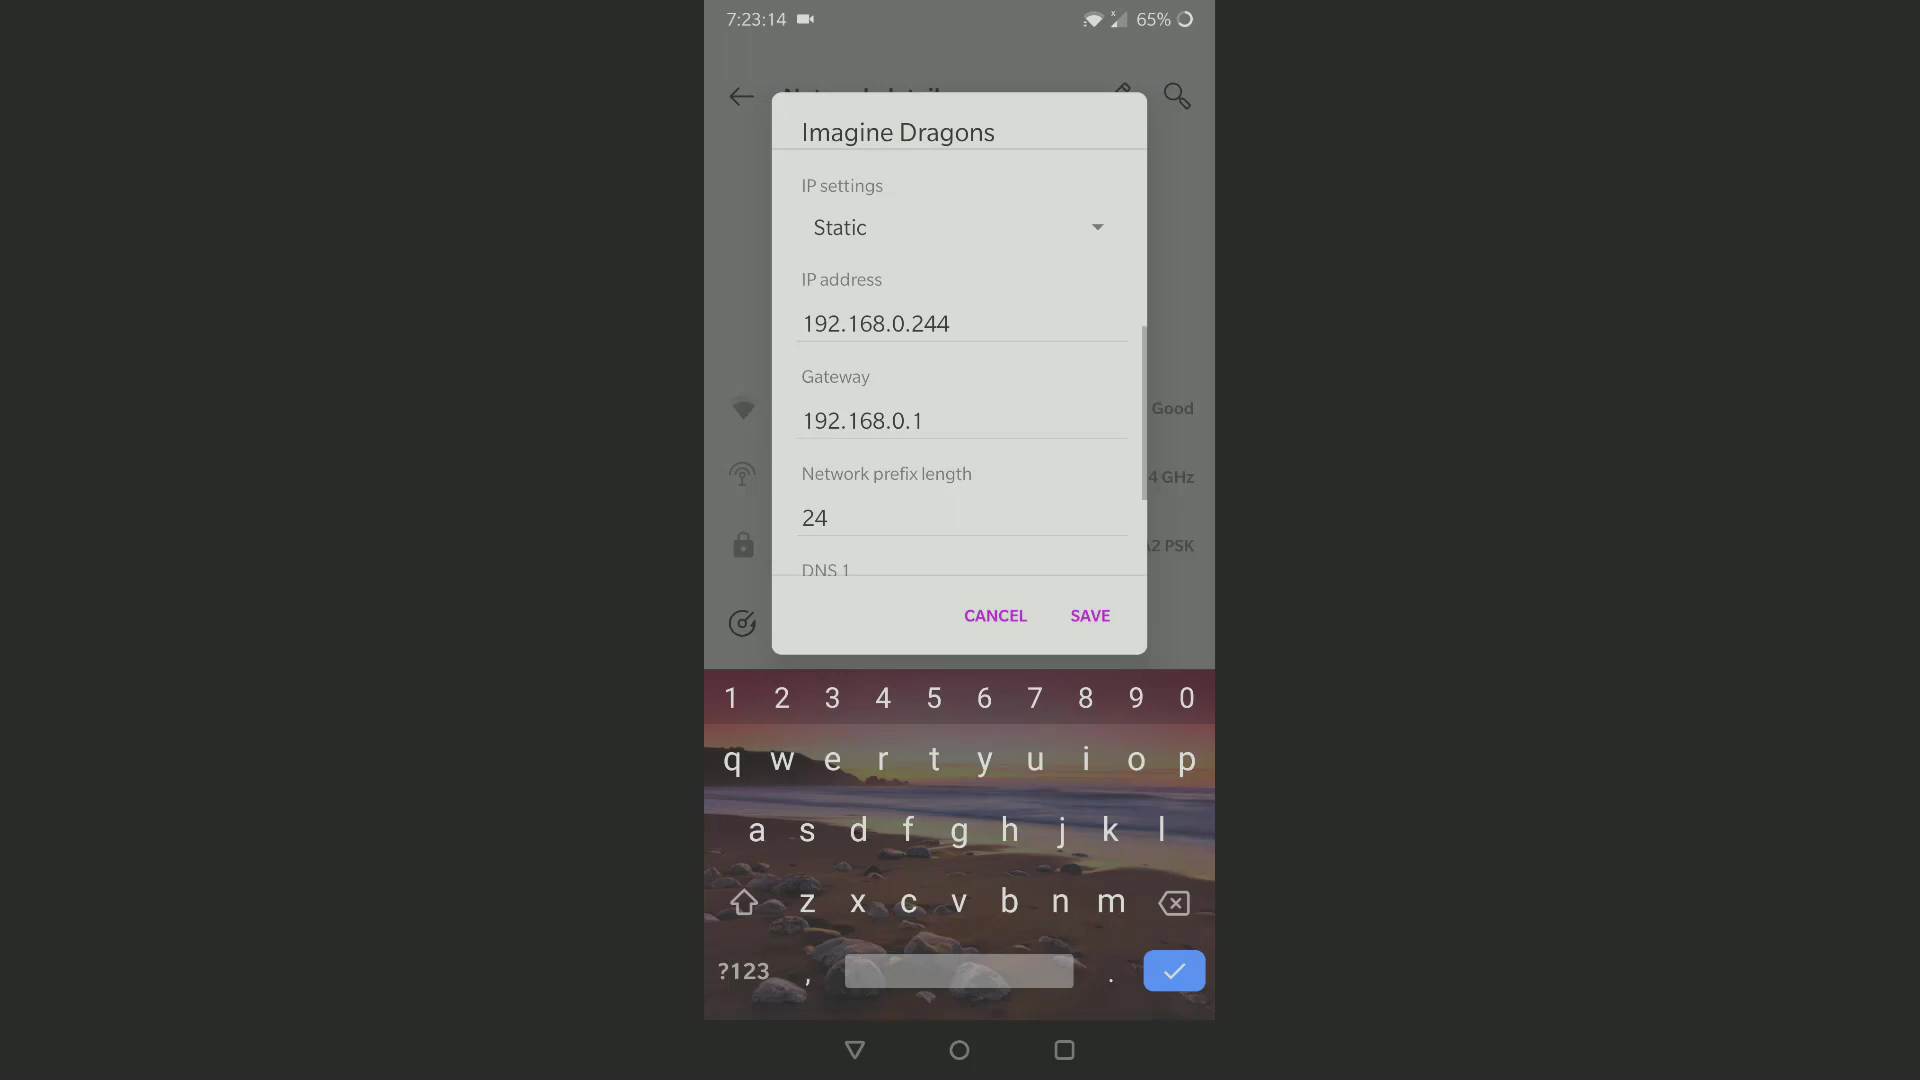 7:23:14 65%
Imagine Dragons
IP settings
Static
IP address
192.168.0.244
Gateway
192.168.0.1
Good
Network prefix length
4 GHz
24
2 PSK
DNS 1
CANCEL SAVE
1 2 3 4 5 6 7 8 9 0
q w e r t y u i o p
a s d f g h j k l
z x c v b n m
?123 , .